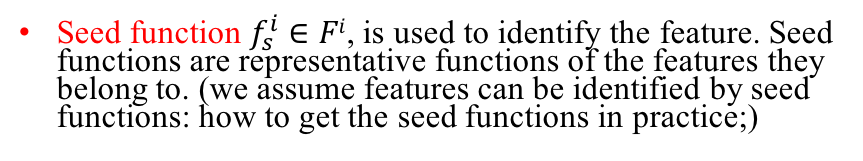 • Seed function $f_s^i \in F^i$, is used to identify the feature. Seed
functions are representative functions of the features they
belong to. (we assume features can be identified by seed
functions: how to get the seed functions in practice;)